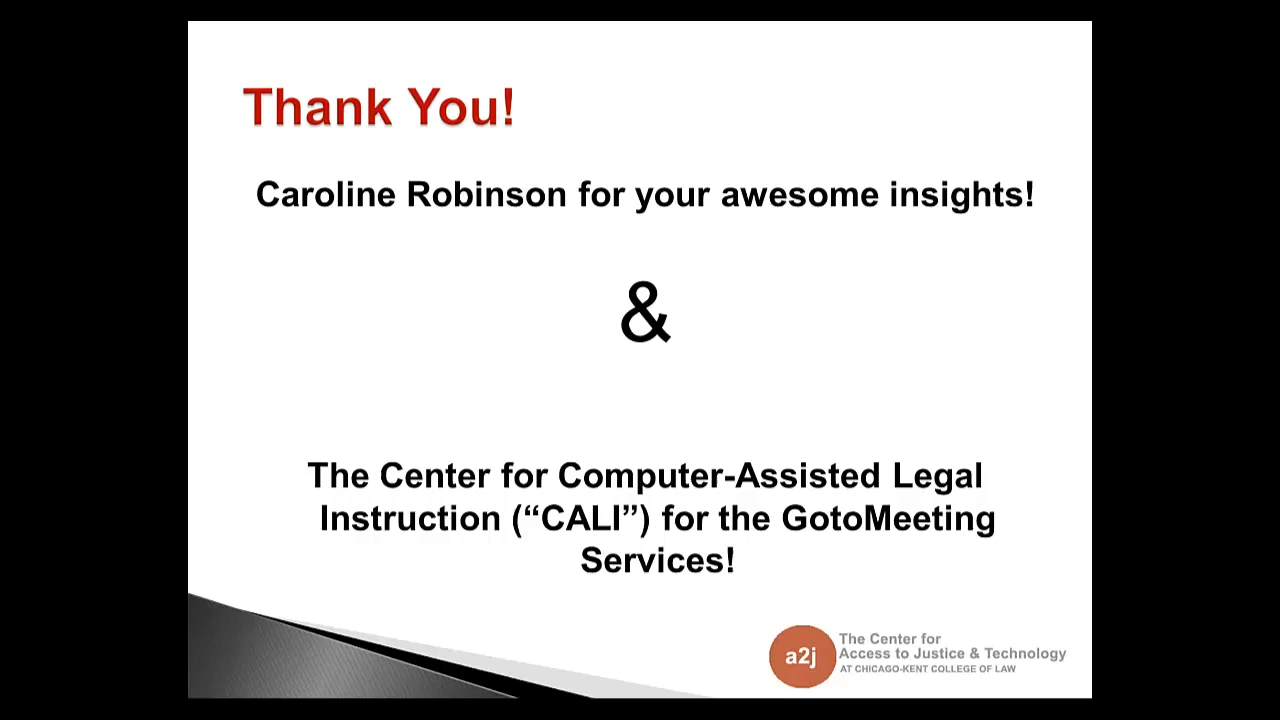 Thank You!
Caroline Robinson for your awesome insights!
&
The Center for Computer-Assisted Legal
Instruction (“CALI”) for the GotoMeeting
Services!
a2j
The Center for
Access to Justice & Technology
AT CHICAGO-KENT COLLEGE OF LAW